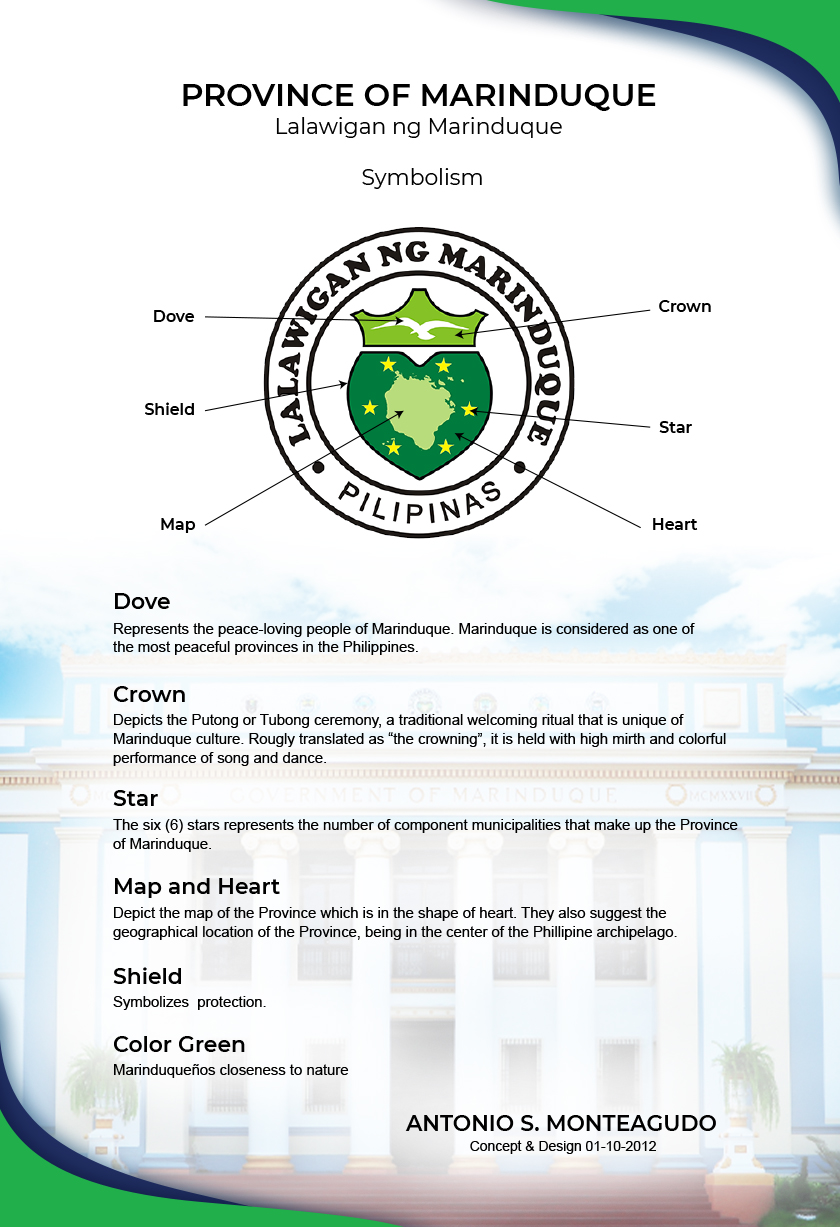 PROVINCE OF MARINDUQUE
Lalawigan ng Marinduque
Symbolism
LALAWIGAN NG MARINDUQUE
PILIPINAS
Dove
Crown
Shield
Star
Map
Heart
Dove
Represents the peace-loving people of Marinduque. Marinduque is considered as one of
the most peaceful provinces in the Philippines.
Crown
Depicts the Putong or Tubong ceremony, a traditional welcoming ritual that is unique of
Marinduque culture. Rougly translated as “the crowning”, it is held with high mirth and colorful
performance of song and dance.
GOVERNMENT OF MARINDUQUE
MCMXXVII
Star
The six (6) stars represents the number of component municipalities that make up the Province
of Marinduque.
Map and Heart
Depict the map of the Province which is in the shape of heart. They also suggest the
geographical location of the Province, being in the center of the Phillipine archipelago.
Shield
Symbolizes  protection.
Color Green
Marinduqueños closeness to nature
ANTONIO S. MONTEAGUDO
Concept & Design 01-10-2012